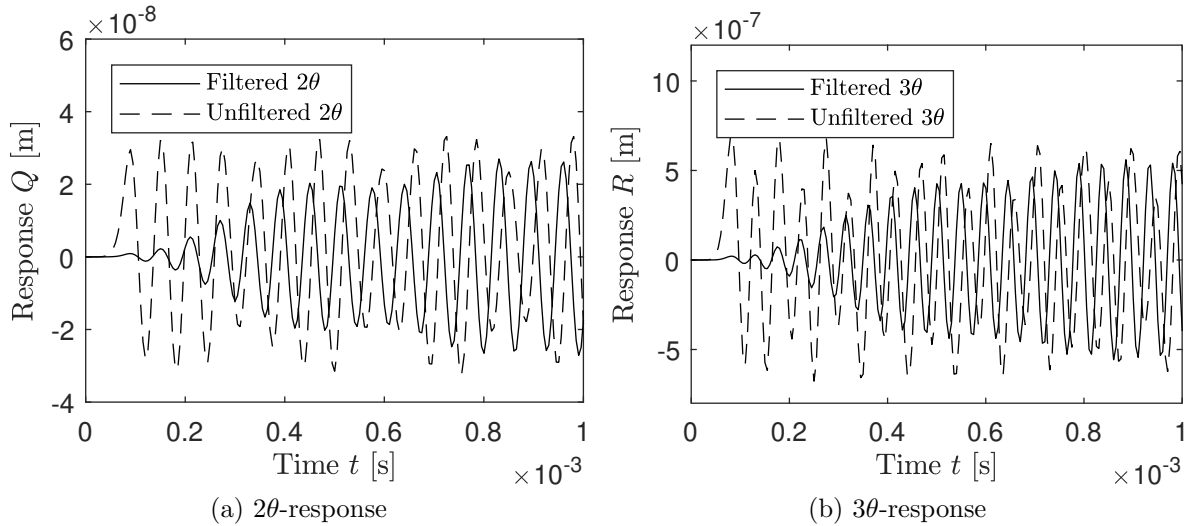 ×10⁻⁸
6
4
2
0
-2
-4
Response Q [m]
Filtered 2θ
Unfiltered 2θ
0 0.2 0.4 0.6 0.8 1
Time t [s]
×10⁻³
(a) 2θ-response
×10⁻⁷
10
5
0
-5
Response R [m]
Filtered 3θ
Unfiltered 3θ
0 0.2 0.4 0.6 0.8 1
Time t [s]
×10⁻³
(b) 3θ-response